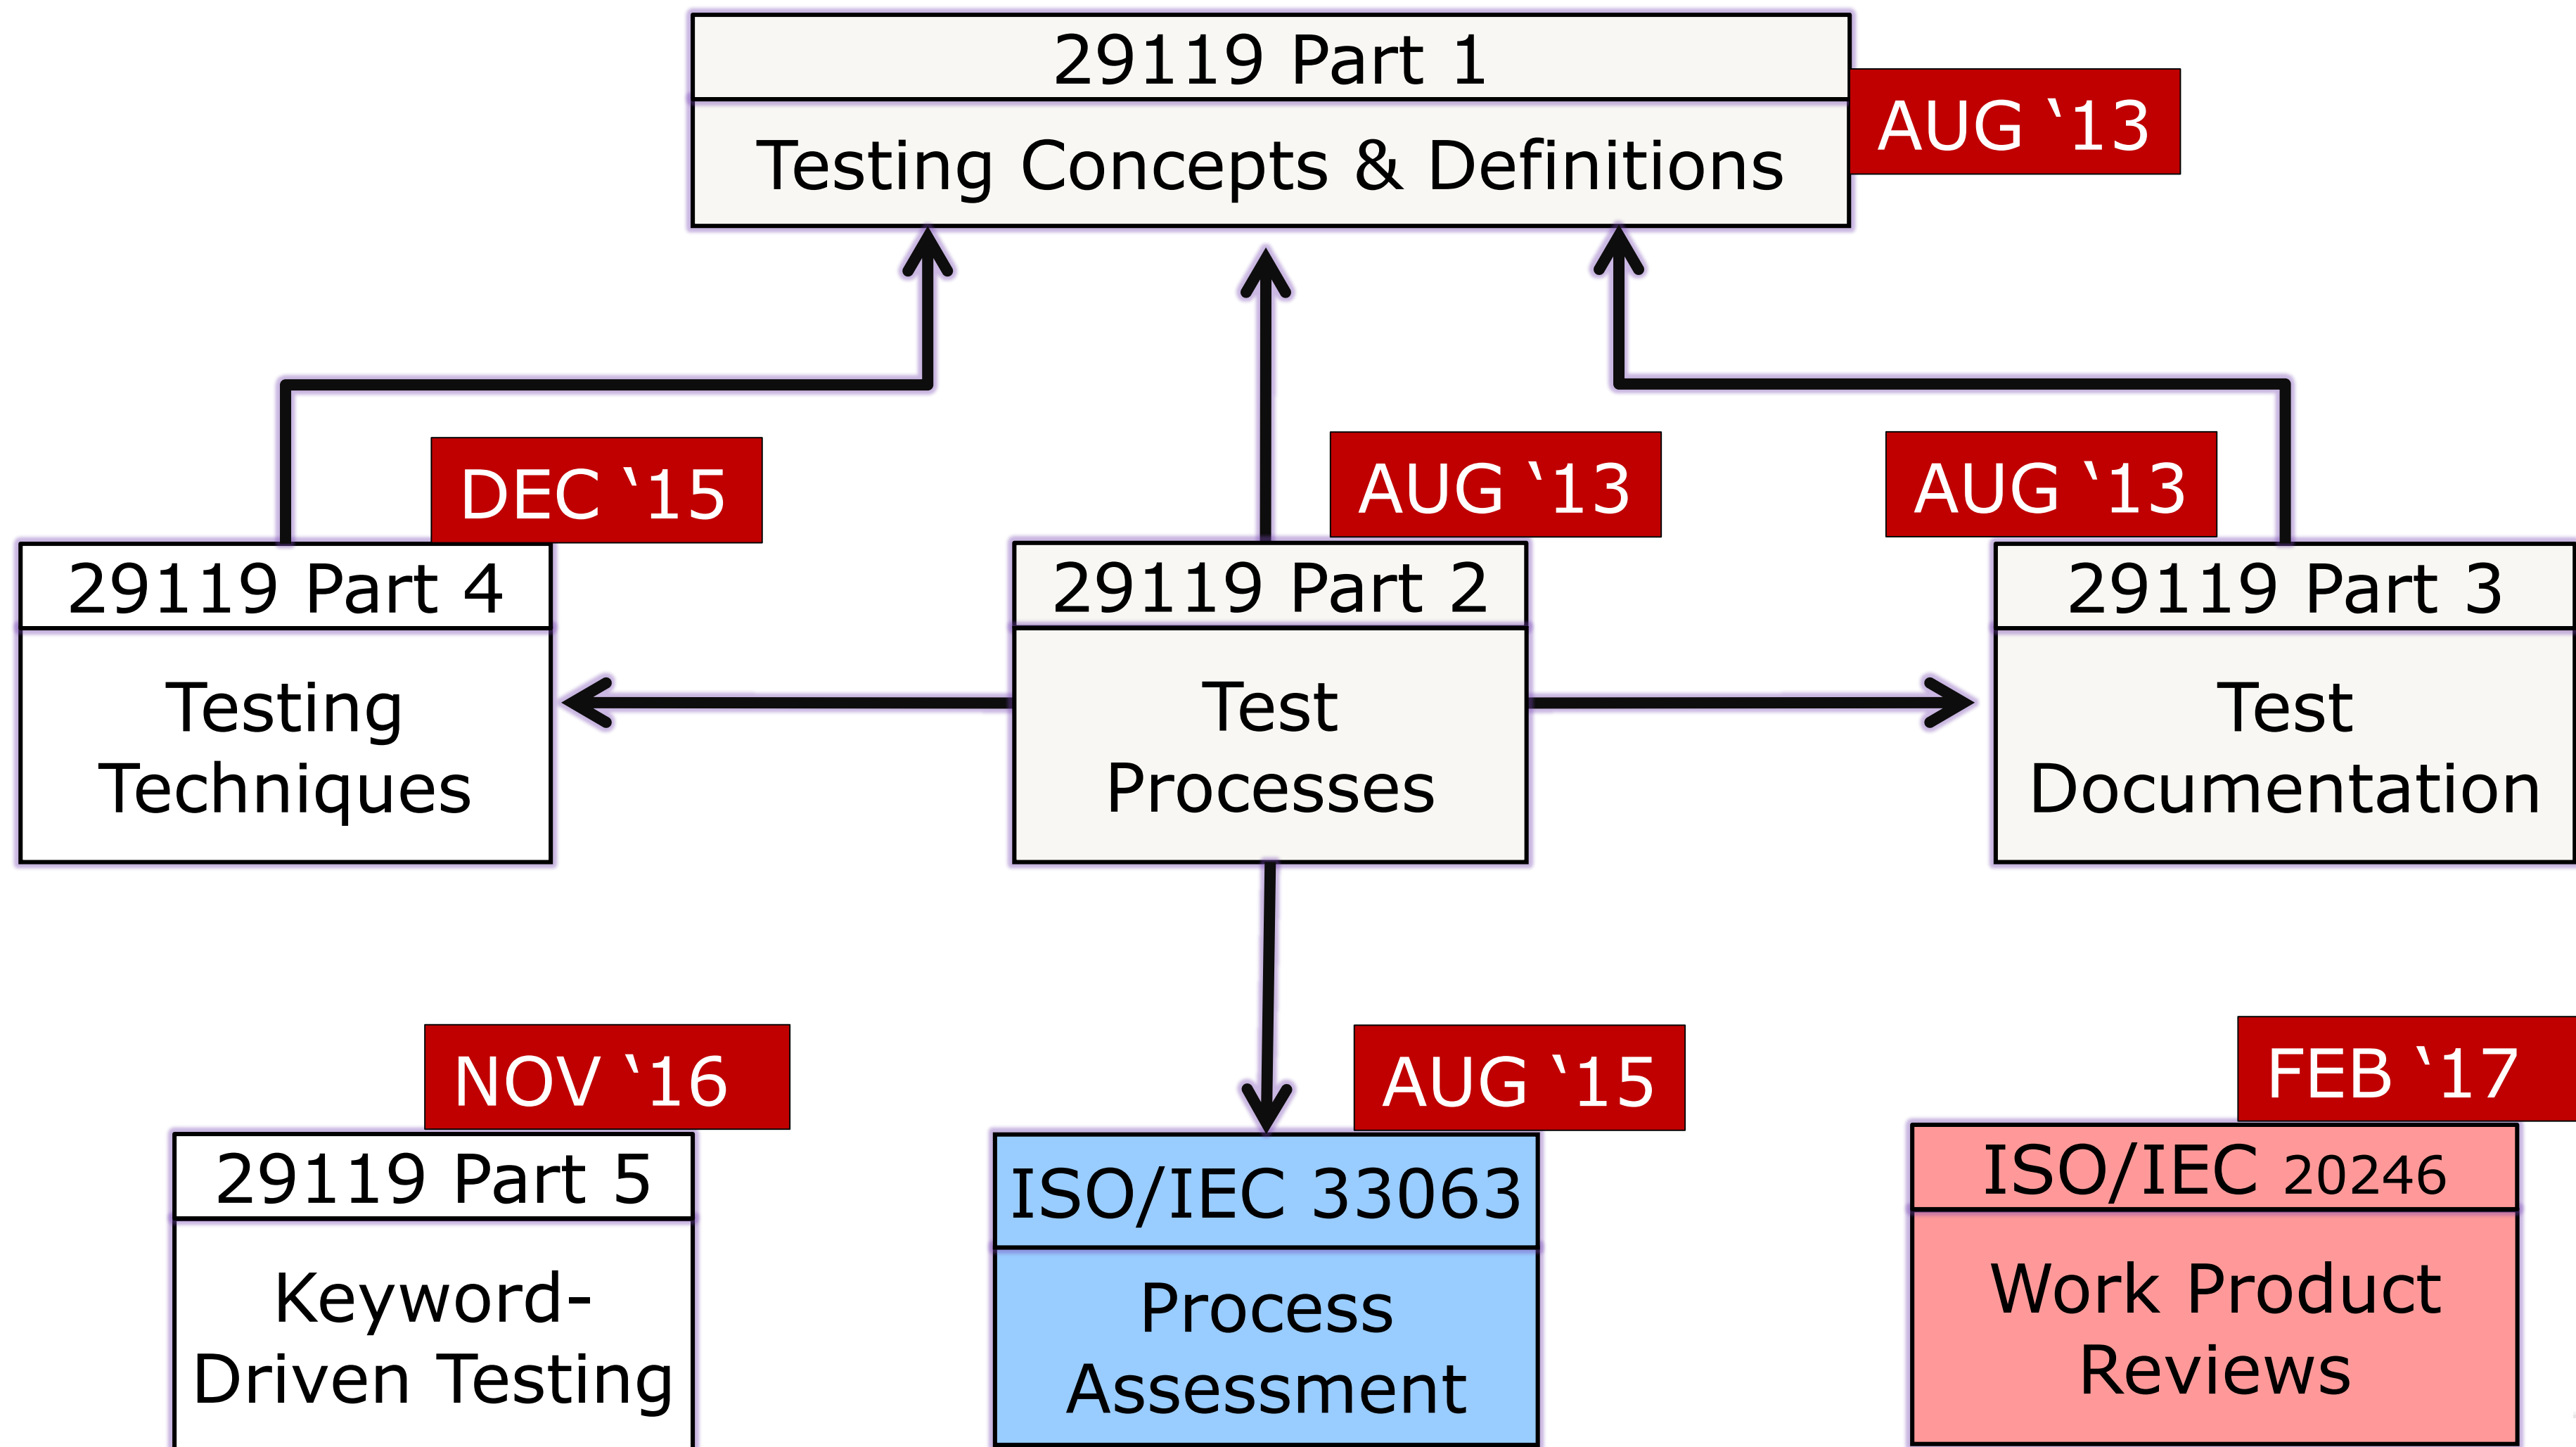 29119 Part 1
Testing Concepts & Definitions
AUG ‘13
DEC ‘15
29119 Part 4
Testing
Techniques
AUG ‘13
29119 Part 2
Test
Processes
AUG ‘13
29119 Part 3
Test
Documentation
NOV ‘16
29119 Part 5
Keyword-
Driven Testing
AUG ‘15
ISO/IEC 33063
Process
Assessment
FEB ‘17
ISO/IEC 20246
Work Product
Reviews